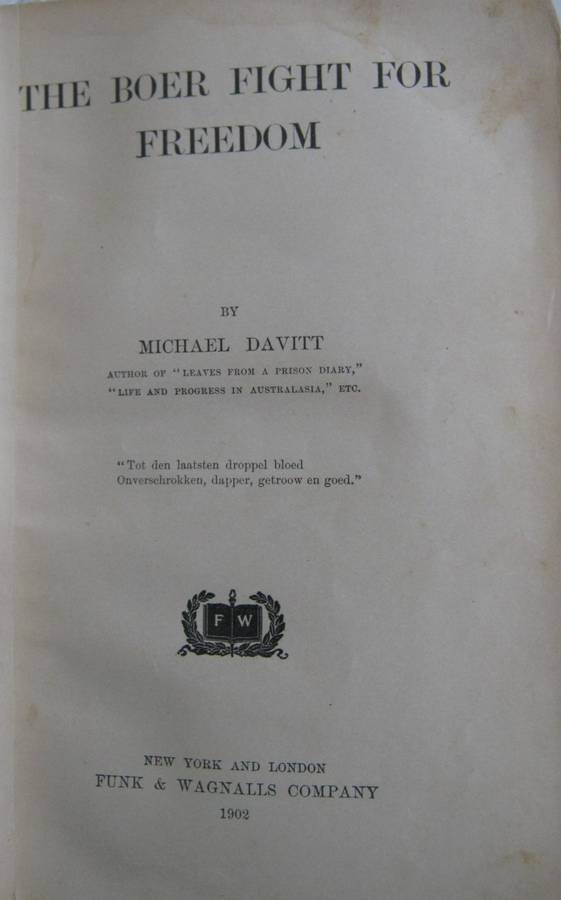 THE BOER FIGHT FOR
FREEDOM
BY
MICHAEL DAVITT
AUTHOR OF "LEAVES FROM A PRISON DIARY,"
"LIFE AND PROGRESS IN AUSTRALASIA," ETC.
"Tot den laatsten droppel bloed
Onverschrokken, dapper, getroow en goed."
F W
NEW YORK AND LONDON
FUNK & WAGNALLS COMPANY
1902